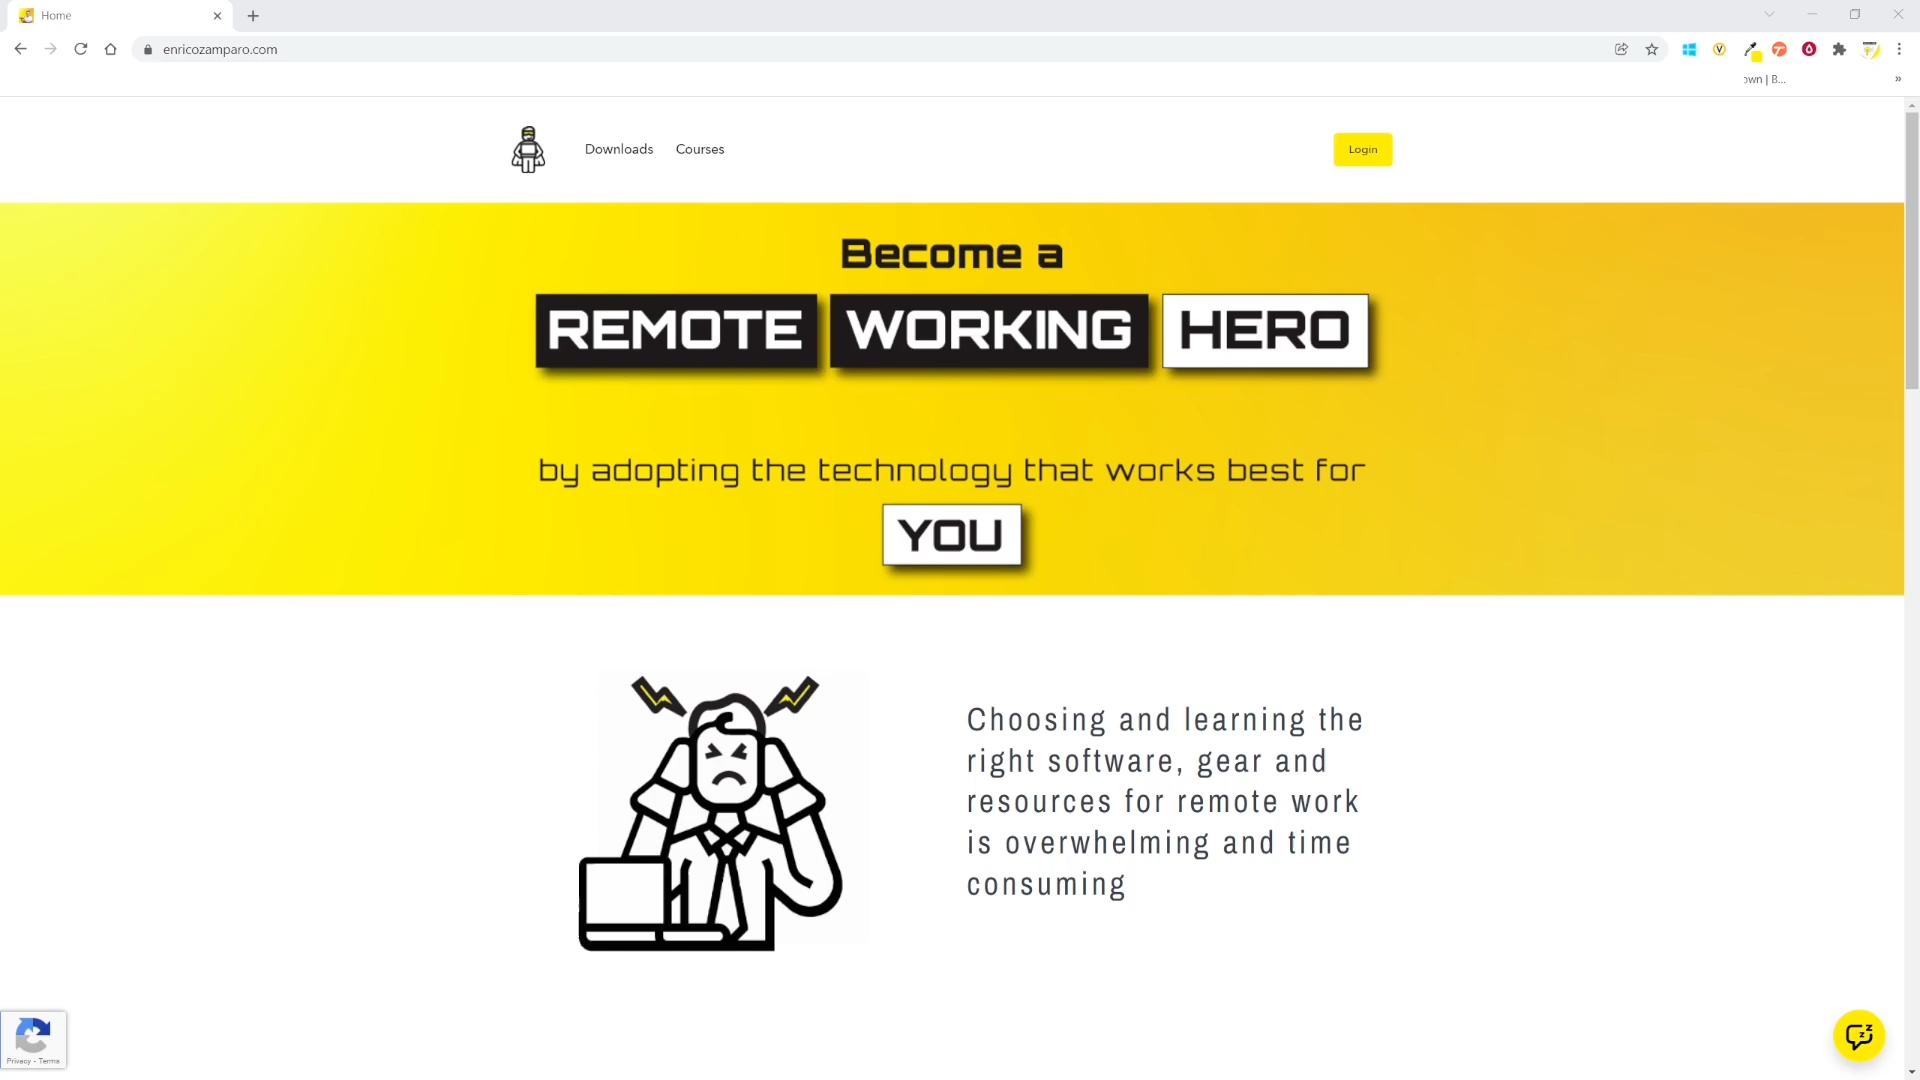 Home
enricozamparo.com
own | B...
Downloads
Courses
Login
Become a
REMOTE WORKING HERO
by adopting the technology that works best for
YOU
Choosing and learning the
right software, gear and
resources for remote work
is overwhelming and time
consuming
Privacy - Terms